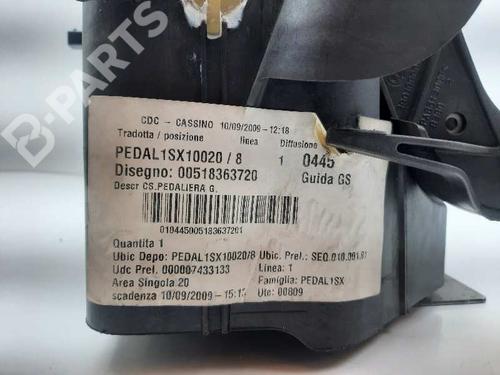 B-PARTS
CDC - CASSINO 10/09/2009-12:18
Tradotta / posizione linea Diffusione
PEDAL1SX10020 / 8 1 0445
Disegno: 00518363720 Guida GS
Descr CS.PEDALIERA G.
010445005183637201
Quantita 1
Ubic Depo: PEDAL1SX10020/8 Ubic. Prel.: SEQ.010.001.01
Udc Prel. 000007433133 Linea: 1
Area Singola 20 Famiglia: PEDAL1SX
scadenza 10/09/2009 - 15:13 Ute: 00809